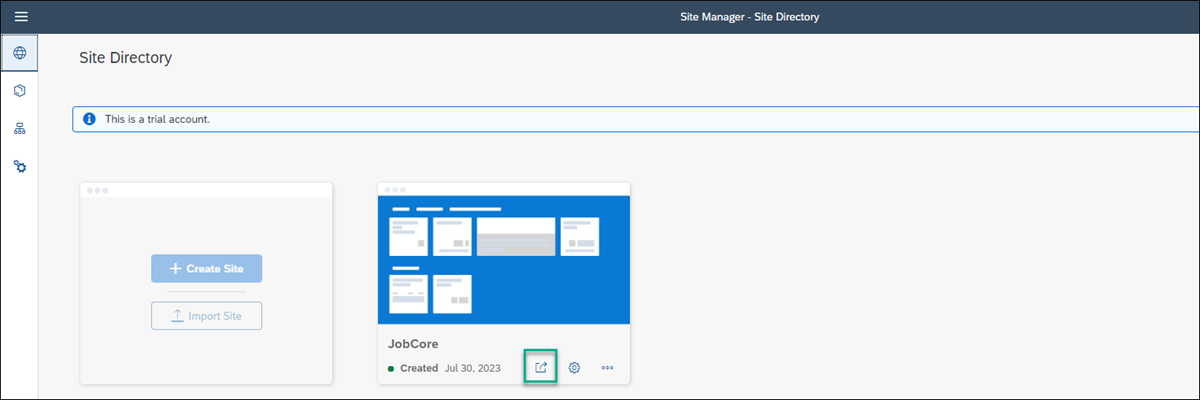 Site Manager - Site Directory
Site Directory
This is a trial account.
Create Site
Import Site
JobCore
Created Jul 30, 2023